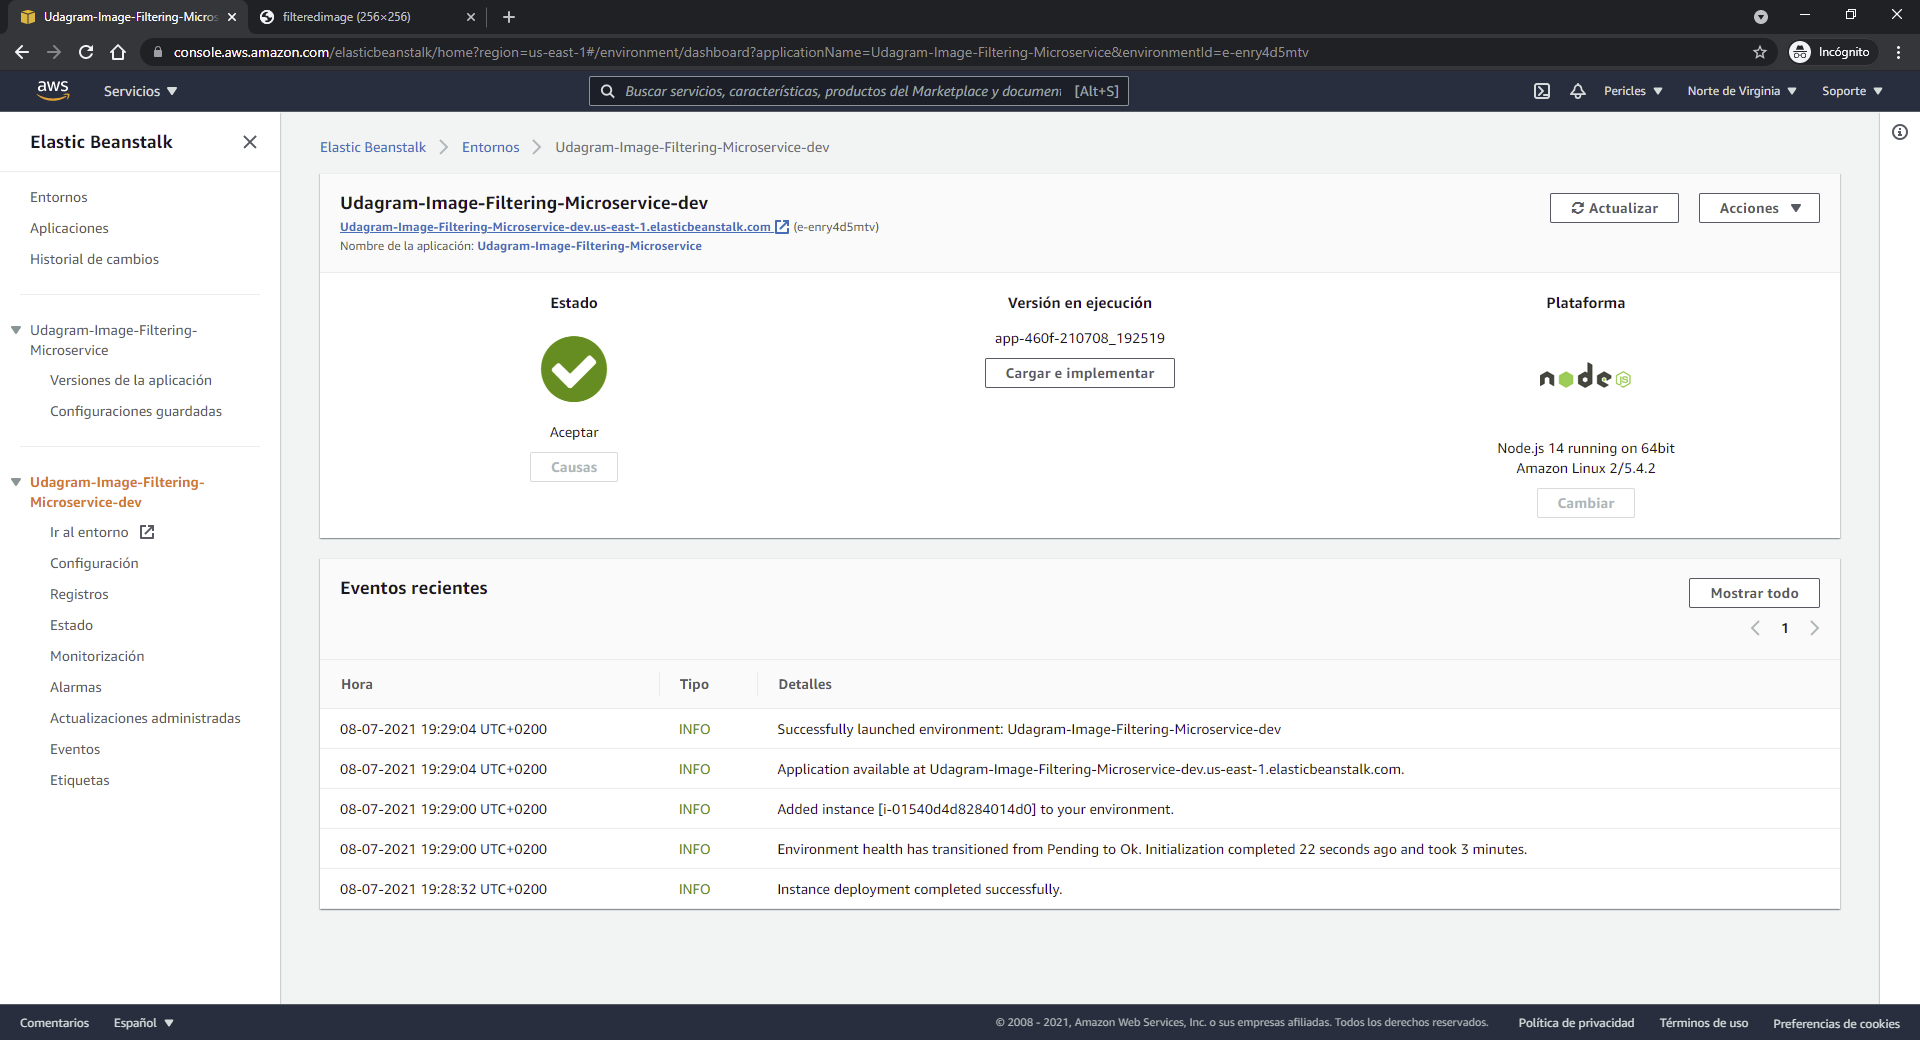 Udagram-Image-Filtering-Micros
filteredimage (256×256)
console.aws.amazon.com/elasticbeanstalk/home?region=us-east-1#/environment/dashboard?applicationName=Udagram-Image-Filtering-Microservice&environmentId=e-enry4d5mtv
Incógnito
aws
Servicios
Buscar servicios, características, productos del Marketplace y document
[Alt+S]
Pericles
Norte de Virginia
Soporte
Elastic Beanstalk
Entornos
Aplicaciones
Historial de cambios
Udagram-Image-Filtering-
Microservice
Versiones de la aplicación
Configuraciones guardadas
Udagram-Image-Filtering-
Microservice-dev
Ir al entorno
Configuración
Registros
Estado
Monitorización
Alarmas
Actualizaciones administradas
Eventos
Etiquetas
Elastic Beanstalk
Entornos
Udagram-Image-Filtering-Microservice-dev
Udagram-Image-Filtering-Microservice-dev
Udagram-Image-Filtering-Microservice-dev.us-east-1.elasticbeanstalk.com (e-enry4d5mtv)
Nombre de la aplicación: Udagram-Image-Filtering-Microservice
Actualizar
Acciones
Estado
Aceptar
Causas
Versión en ejecución
app-460f-210708_192519
Cargar e implementar
Plataforma
node JS
Node.js 14 running on 64bit
Amazon Linux 2/5.4.2
Cambiar
Eventos recientes
Mostrar todo
1
Hora Tipo Detalles
08-07-2021 19:29:04 UTC+0200 INFO Successfully launched environment: Udagram-Image-Filtering-Microservice-dev
08-07-2021 19:29:04 UTC+0200 INFO Application available at Udagram-Image-Filtering-Microservice-dev.us-east-1.elasticbeanstalk.com.
08-07-2021 19:29:00 UTC+0200 INFO Added instance [i-01540d4d8284014d0] to your environment.
08-07-2021 19:29:00 UTC+0200 INFO Environment health has transitioned from Pending to Ok. Initialization completed 22 seconds ago and took 3 minutes.
08-07-2021 19:28:32 UTC+0200 INFO Instance deployment completed successfully.
Comentarios
Español
© 2008 - 2021, Amazon Web Services, Inc. o sus empresas afiliadas. Todos los derechos reservados.
Política de privacidad
Términos de uso
Preferencias de cookies